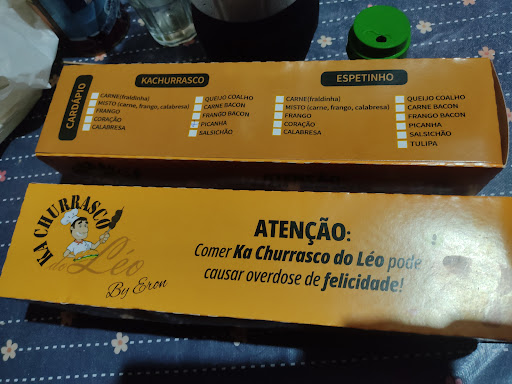 CARDÁPIO
KACHURRASCO
CARNE(fraldinha)
MISTO (carne, frango, calabresa)
FRANGO
CORAÇÃO
CALABRESA
QUEIJO COALHO
CARNE BACON
FRANGO BACON
PICANHA
SALSICHÃO
ESPETINHO
CARNE(fraldinha)
MISTO (carne, frango, calabresa)
FRANGO
CORAÇÃO
CALABRESA
QUEIJO COALHO
CARNE BACON
FRANGO BACON
PICANHA
SALSICHÃO
TULIPA
KA CHURRASCO
do Léo
By Eron
ATENÇÃO:
Comer Ka Churrasco do Léo pode
causar overdose de felicidade!